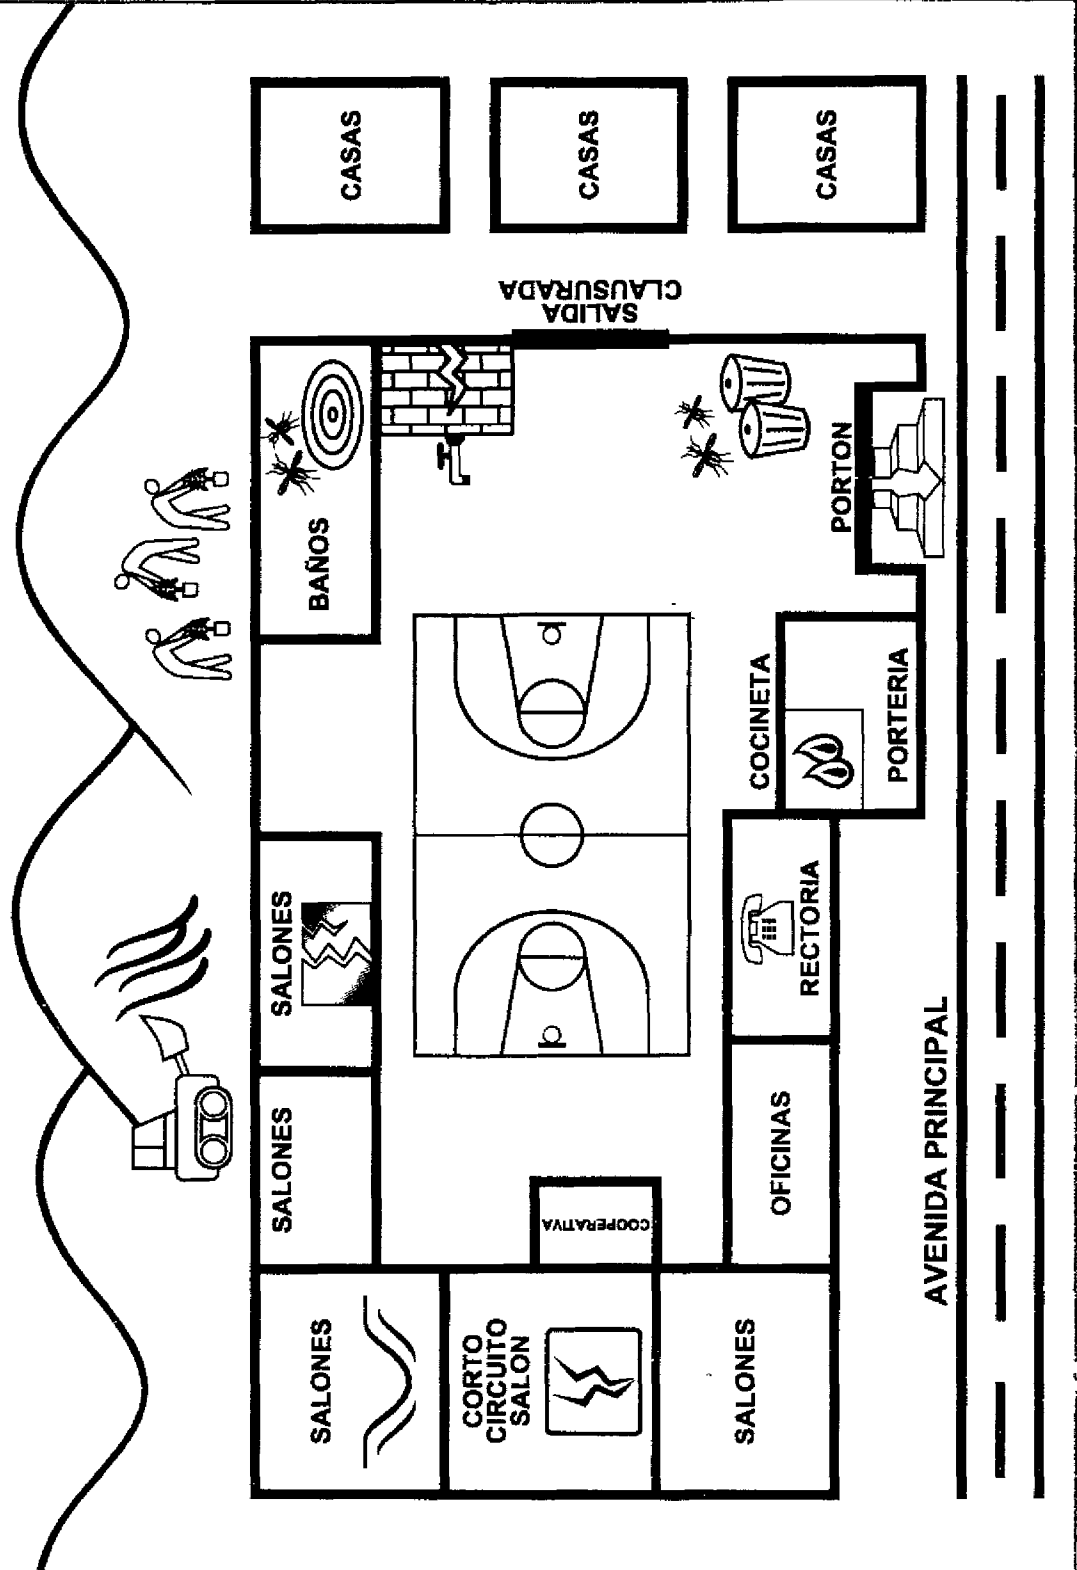 CASAS
CASAS
CASAS
SALIDA
CLAUSURADA
BAÑOS
PORTON
COCINETA
PORTERIA
SALONES
RECTORIA
SALONES
OFICINAS
COOPERATIVA
AVENIDA PRINCIPAL
SALONES
CORTO
CIRCUITO
SALON
SALONES